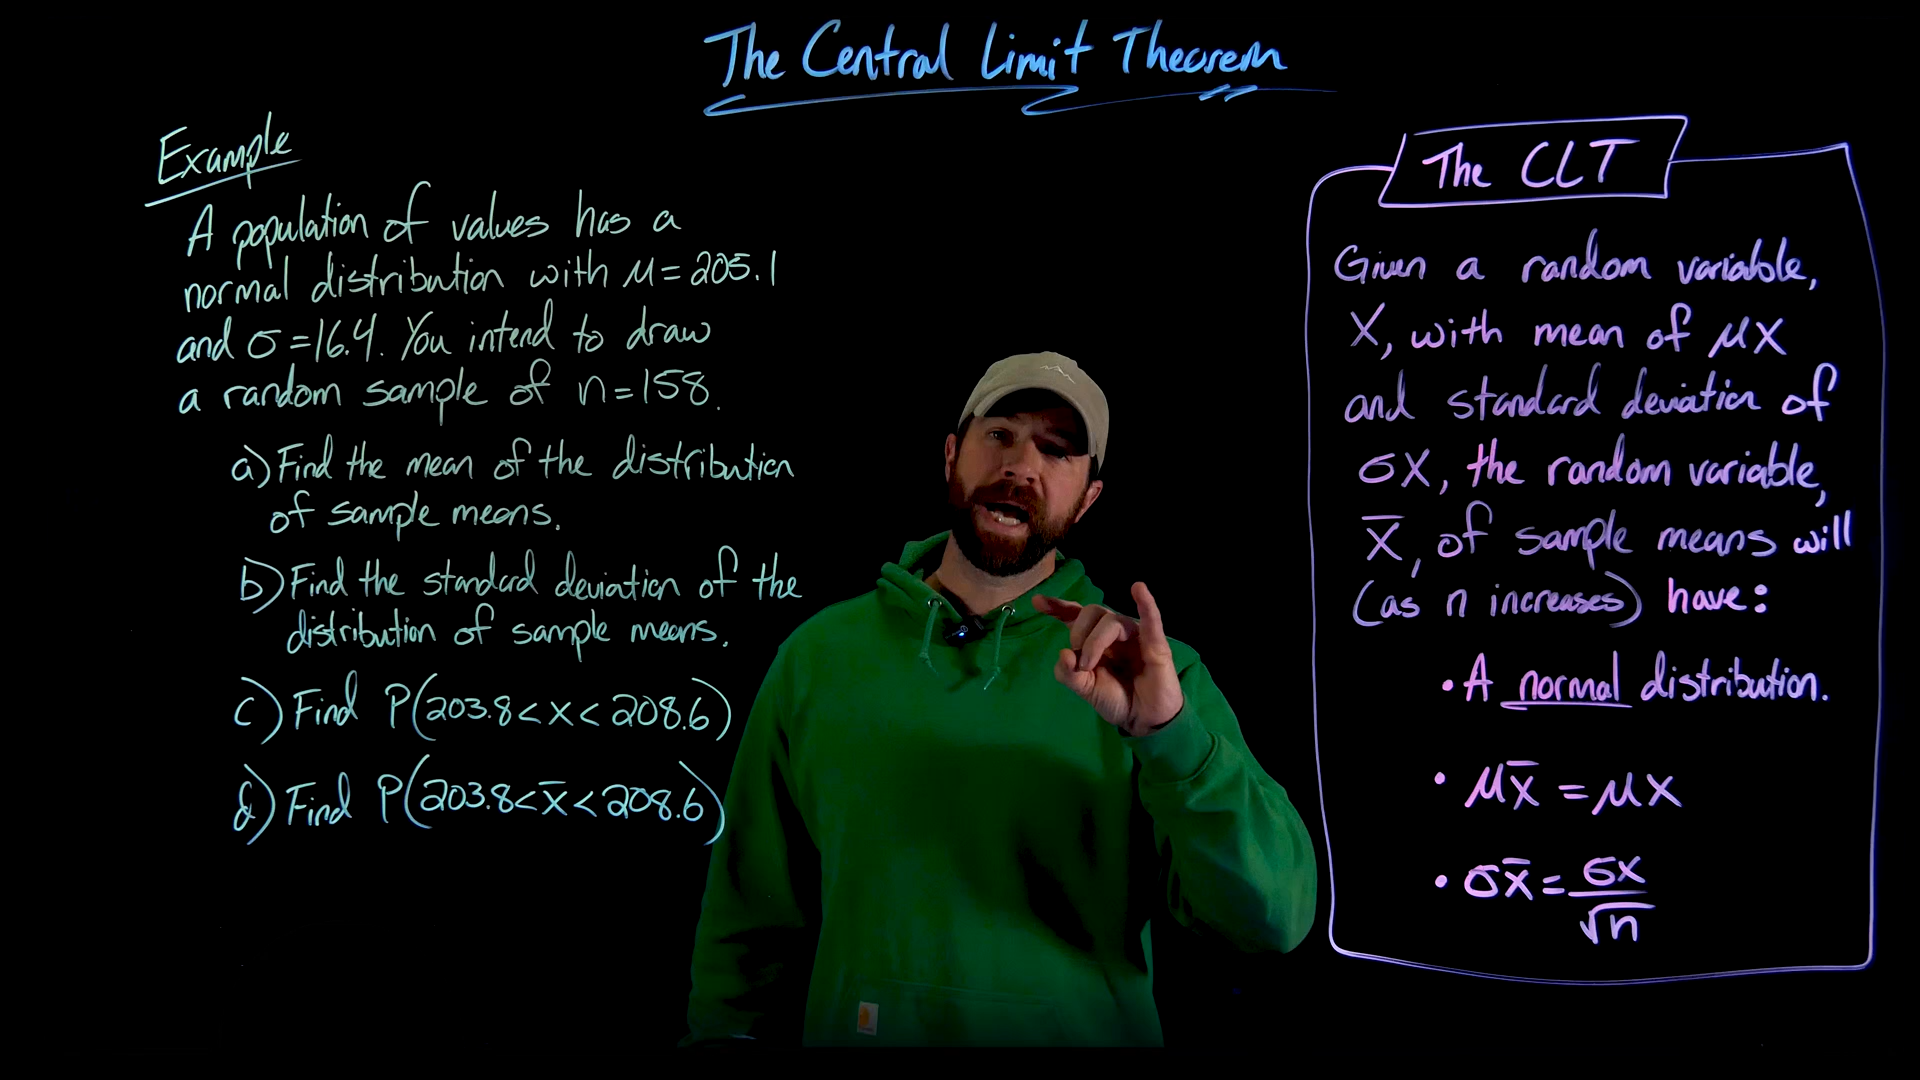 The Central Limit Theorem
Example
A population of values has a
normal distribution with μ=205.1
and σ=16.4. You intend to draw
a random sample of n=158.
a) Find the mean of the distribution
of sample means.
b) Find the standard deviation of the
distribution of sample means.
c) Find P(203.8<x<208.6)
d) Find P(203.8<x̄<208.6)
The CLT
Given a random variable,
X, with mean of μx
and standard deviation of
σx, the random variable,
x̄, of sample means will
(as n increases) have:
• A normal distribution.
• μx̄ = μx
• σx̄ = σx/√n